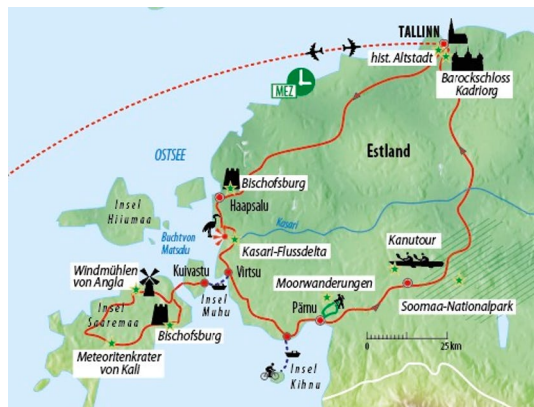 TALLINN
hist. Altstadt
Barockschloss
Kadriorg
MEZ
OSTSEE
Estland
Bischofsburg
Haapsalu
Insel
Hiiumaa
Kasari
Bucht von
Matsalu
Kasari-Flussdelta
Kanutour
Windmühlen
von Angla
Kuivastu
Virtsu
Moorwanderungen
Insel
Muhu
Pärnu
Soomaa-Nationalpark
Insel
Saaremaa
Bischofsburg
Meteoritenkrater
von Kali
Insel
Kihnu
0
25 km